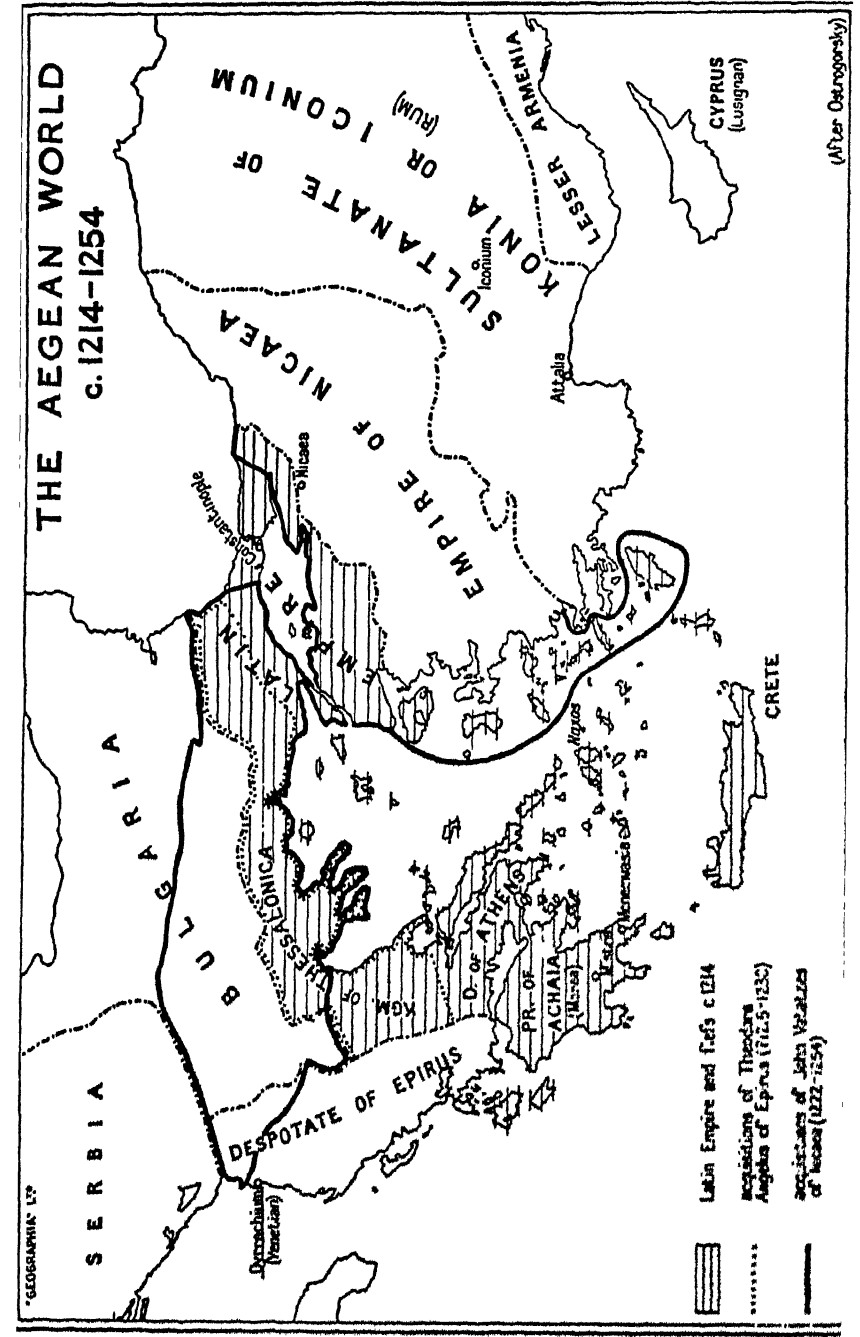 THE AEGEAN WORLD
c. 1214–1254
"GEOGRAPHIA" LTD
SERBIA
BULGARIA
Dyrrachium
(Venetian)
DESPOTATE OF EPIRUS
KGM OF THESSALONICA
LATIN EMPIRE
Constantinople
Nicaea
EMPIRE OF NICAEA
SULTANATE OF
KONIA OR ICONIUM
(RUM)
Iconium
LESSER ARMENIA
Attalia
CYPRUS
(Lusignan)
D. OF ATHENS
PR. OF
ACHAIA
(Morea)
Mistra
Monemvasia
Naxos
CRETE
Latin Empire and fiefs c 1214
acquisitions of Theodore
Angelus of Epirus (1215-1230)
acquisitions of John Vatatzes
of Nicaea (1222-1254)
(After Ostrogorsky)